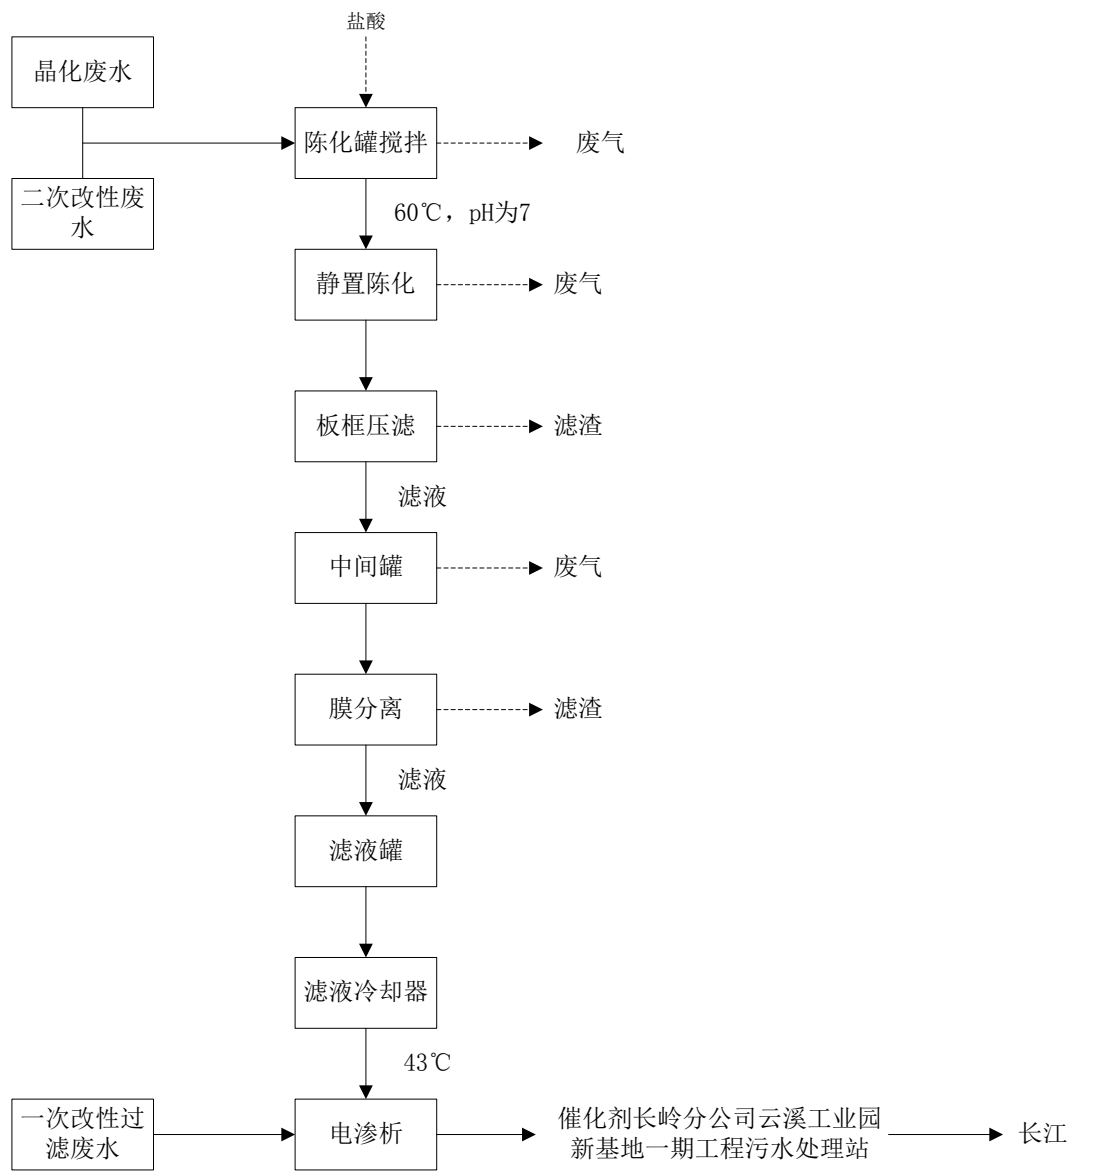 盐酸
晶化废水
陈化罐搅拌
废气
二次改性废
水
60℃，pH为7
静置陈化
废气
板框压滤
滤渣
滤液
中间罐
废气
膜分离
滤渣
滤液
滤液罐
滤液冷却器
43℃
一次改性过
滤废水
电渗析
催化剂长岭分公司云溪工业园
新基地一期工程污水处理站
长江